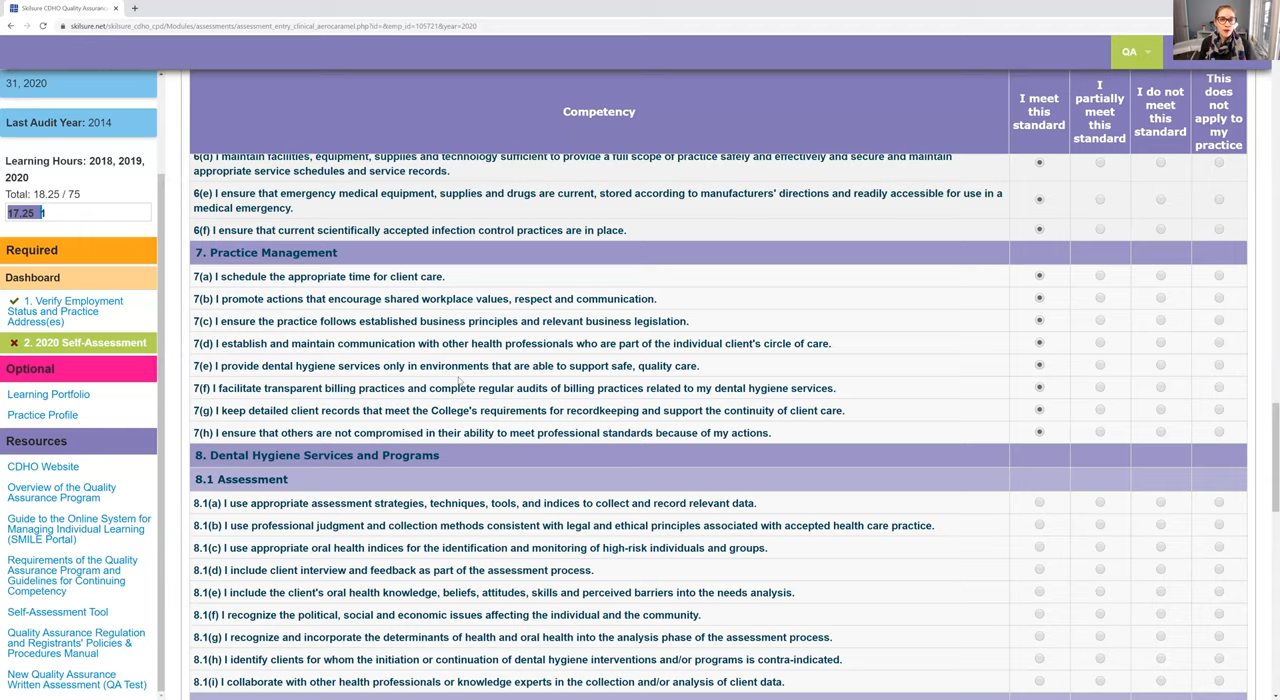 Skilsure CDHO Quality Assurance
skilsure.net/skilsure_cdho_cpd/Modules/assessments/assessment_entry_clinical_aerocaramel.php?id=&emp_id=105721&year=2020
QA
31, 2020
Last Audit Year: 2014
Learning Hours: 2018, 2019,
2020
Total: 18.25 / 75
17.25 1
Required
Dashboard
1. Verify Employment
Status and Practice
Address(es)
2. 2020 Self-Assessment
Optional
Learning Portfolio
Practice Profile
Resources
CDHO Website
Overview of the Quality
Assurance Program
Guide to the Online System for
Managing Individual Learning
(SMILE Portal)
Requirements of the Quality
Assurance Program and
Guidelines for Continuing
Competency
Self-Assessment Tool
Quality Assurance Regulation
and Registrants' Policies &
Procedures Manual
New Quality Assurance
Written Assessment (QA Test)
Competency
I meet
this
standard
I
partially
meet
this
standard
I do not
meet
this
standard
This
does
not
apply to
my
practice
6(d) I maintain facilities, equipment, supplies and technology sufficient to provide a full scope of practice safely and effectively and secure and maintain
appropriate service schedules and service records.
6(e) I ensure that emergency medical equipment, supplies and drugs are current, stored according to manufacturers' directions and readily accessible for use in a
medical emergency.
6(f) I ensure that current scientifically accepted infection control practices are in place.
7. Practice Management
7(a) I schedule the appropriate time for client care.
7(b) I promote actions that encourage shared workplace values, respect and communication.
7(c) I ensure the practice follows established business principles and relevant business legislation.
7(d) I establish and maintain communication with other health professionals who are part of the individual client's circle of care.
7(e) I provide dental hygiene services only in environments that are able to support safe, quality care.
7(f) I facilitate transparent billing practices and complete regular audits of billing practices related to my dental hygiene services.
7(g) I keep detailed client records that meet the College's requirements for recordkeeping and support the continuity of client care.
7(h) I ensure that others are not compromised in their ability to meet professional standards because of my actions.
8. Dental Hygiene Services and Programs
8.1 Assessment
8.1(a) I use appropriate assessment strategies, techniques, tools, and indices to collect and record relevant data.
8.1(b) I use professional judgment and collection methods consistent with legal and ethical principles associated with accepted health care practice.
8.1(c) I use appropriate oral health indices for the identification and monitoring of high-risk individuals and groups.
8.1(d) I include client interview and feedback as part of the assessment process.
8.1(e) I include the client's oral health knowledge, beliefs, attitudes, skills and perceived barriers into the needs analysis.
8.1(f) I recognize the political, social and economic issues affecting the individual and the community.
8.1(g) I recognize and incorporate the determinants of health and oral health into the analysis phase of the assessment process.
8.1(h) I identify clients for whom the initiation or continuation of dental hygiene interventions and/or programs is contra-indicated.
8.1(i) I collaborate with other health professionals or knowledge experts in the collection and/or analysis of client data.